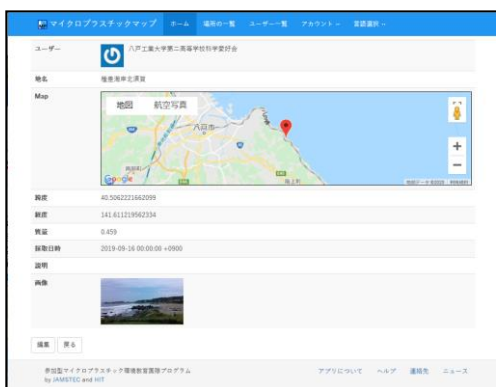 マイクロプラスチックマップ ホーム 場所の一覧 ユーザー一覧 アカウント 言語選択
ユーザー 八戸工業大学第二高等学校科学愛好会
地名 種差海岸北須賀
Map
地図 航空写真
八戸市
階上町
Google
40.5062221662099
経度 141.611219562334
質量 0.459
採取日時 2019-09-16 00:00:00 +0900
説明
画像
編集 戻る
参加型マイクロプラスチック環境教育国際プログラム
by JAMSTEC and HIT
アプリについて ヘルプ 連絡先 ニュース